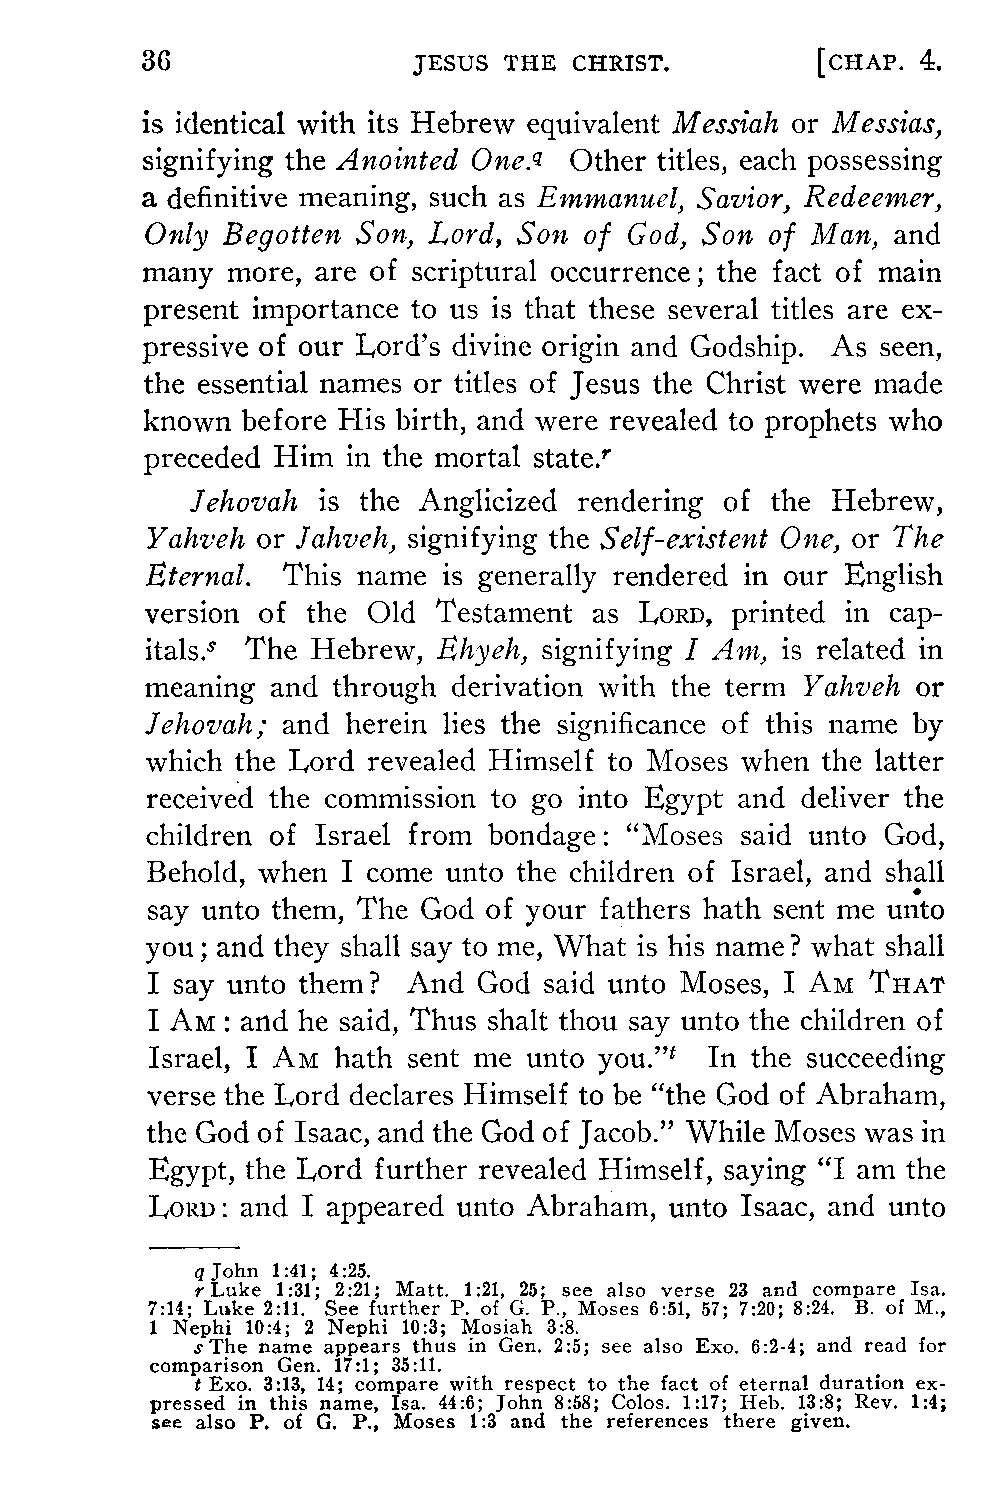 36 JESUS THE CHRIST. [CHAP. 4.
is identical with its Hebrew equivalent Messiah or Messias,
signifying the Anointed One.q Other titles, each possessing
a definitive meaning, such as Emmanuel, Savior, Redeemer,
Only Begotten Son, Lord, Son of God, Son of Man, and
many more, are of scriptural occurrence; the fact of main
present importance to us is that these several titles are ex-
pressive of our Lord's divine origin and Godship. As seen,
the essential names or titles of Jesus the Christ were made
known before His birth, and were revealed to prophets who
preceded Him in the mortal state.r
Jehovah is the Anglicized rendering of the Hebrew,
Yahveh or Jahveh, signifying the Self-existent One, or The
Eternal. This name is generally rendered in our English
version of the Old Testament as LORD, printed in cap-
itals.s The Hebrew, Ehyeh, signifying I Am, is related in
meaning and through derivation with the term Yahveh or
Jehovah; and herein lies the significance of this name by
which the Lord revealed Himself to Moses when the latter
received the commission to go into Egypt and deliver the
children of Israel from bondage: "Moses said unto God,
Behold, when I come unto the children of Israel, and shall
say unto them, The God of your fathers hath sent me unto
you; and they shall say to me, What is his name? what shall
I say unto them? And God said unto Moses, I AM THAT
I AM: and he said, Thus shalt thou say unto the children of
Israel, I AM hath sent me unto you."t In the succeeding
verse the Lord declares Himself to be "the God of Abraham,
the God of Isaac, and the God of Jacob." While Moses was in
Egypt, the Lord further revealed Himself, saying "I am the
LORD: and I appeared unto Abraham, unto Isaac, and unto
q John 1:41; 4:25.
r Luke 1:31; 2:21; Matt. 1:21, 25; see also verse 23 and compare Isa.
7:14; Luke 2:11. See further P. of G. P., Moses 6:51, 57; 7:20; 8:24. B. of M.,
1 Nephi 10:4; 2 Nephi 10:3; Mosiah 3:8.
s The name appears thus in Gen. 2:5; see also Exo. 6:2-4; and read for
comparison Gen. 17:1; 35:11.
t Exo. 3:13, 14; compare with respect to the fact of eternal duration ex-
pressed in this name, Isa. 44:6; John 8:58; Colos. 1:17; Heb. 13:8; Rev. 1:4;
see also P. of G. P., Moses 1:3 and the references there given.